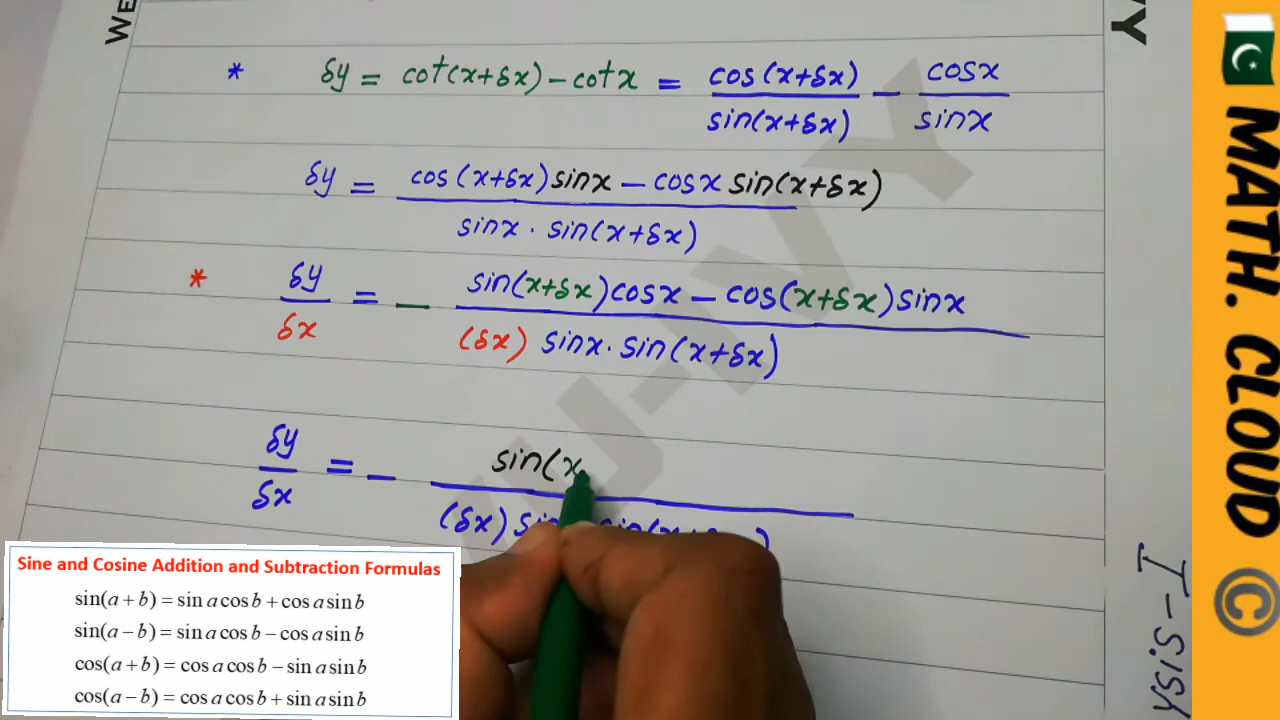 * δy = cot(x+δx) – cotx = cos(x+δx)/sin(x+δx) – cosx/sinx
δy = cos(x+δx)sinx – cosx sin(x+δx) / sinx · sin(x+δx)
* δy/δx = – sin(x+δx)cosx – cos(x+δx)sinx / (δx) sinx · sin(x+δx)
δy/δx = – sin(x / (δx)
Sine and Cosine Addition and Subtraction Formulas
sin(a + b) = sin a cos b + cos a sin b
sin(a − b) = sin a cos b − cos a sin b
cos(a + b) = cos a cos b − sin a sin b
cos(a − b) = cos a cos b + sin a sin b
MATH. CLOUD ©